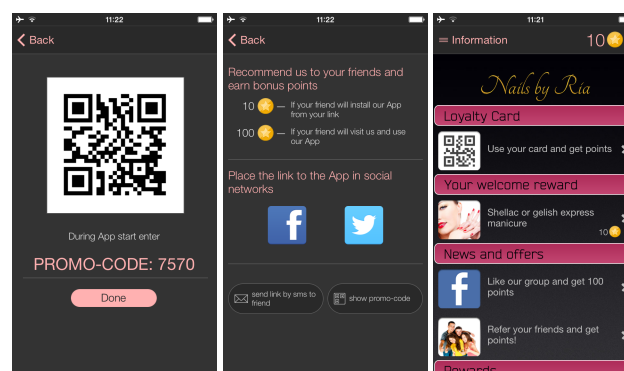 11:22
Back
During App start enter
PROMO-CODE: 7570
Done
11:22
Back
Recommend us to your friends and
earn bonus points
10 — If your friend will install our App
from your link
100 — If your friend will visit us and use
our App
Place the link to the App in social
networks
send link by sms to
friend
show promo-code
11:21
Information
10
Nails by Ria
Loyalty Card
Use your card and get points
Your welcome reward
Shellac or gelish express
manicure
10
News and offers
Like our group and get 100
points
Refer your friends and get
points!
Rewards